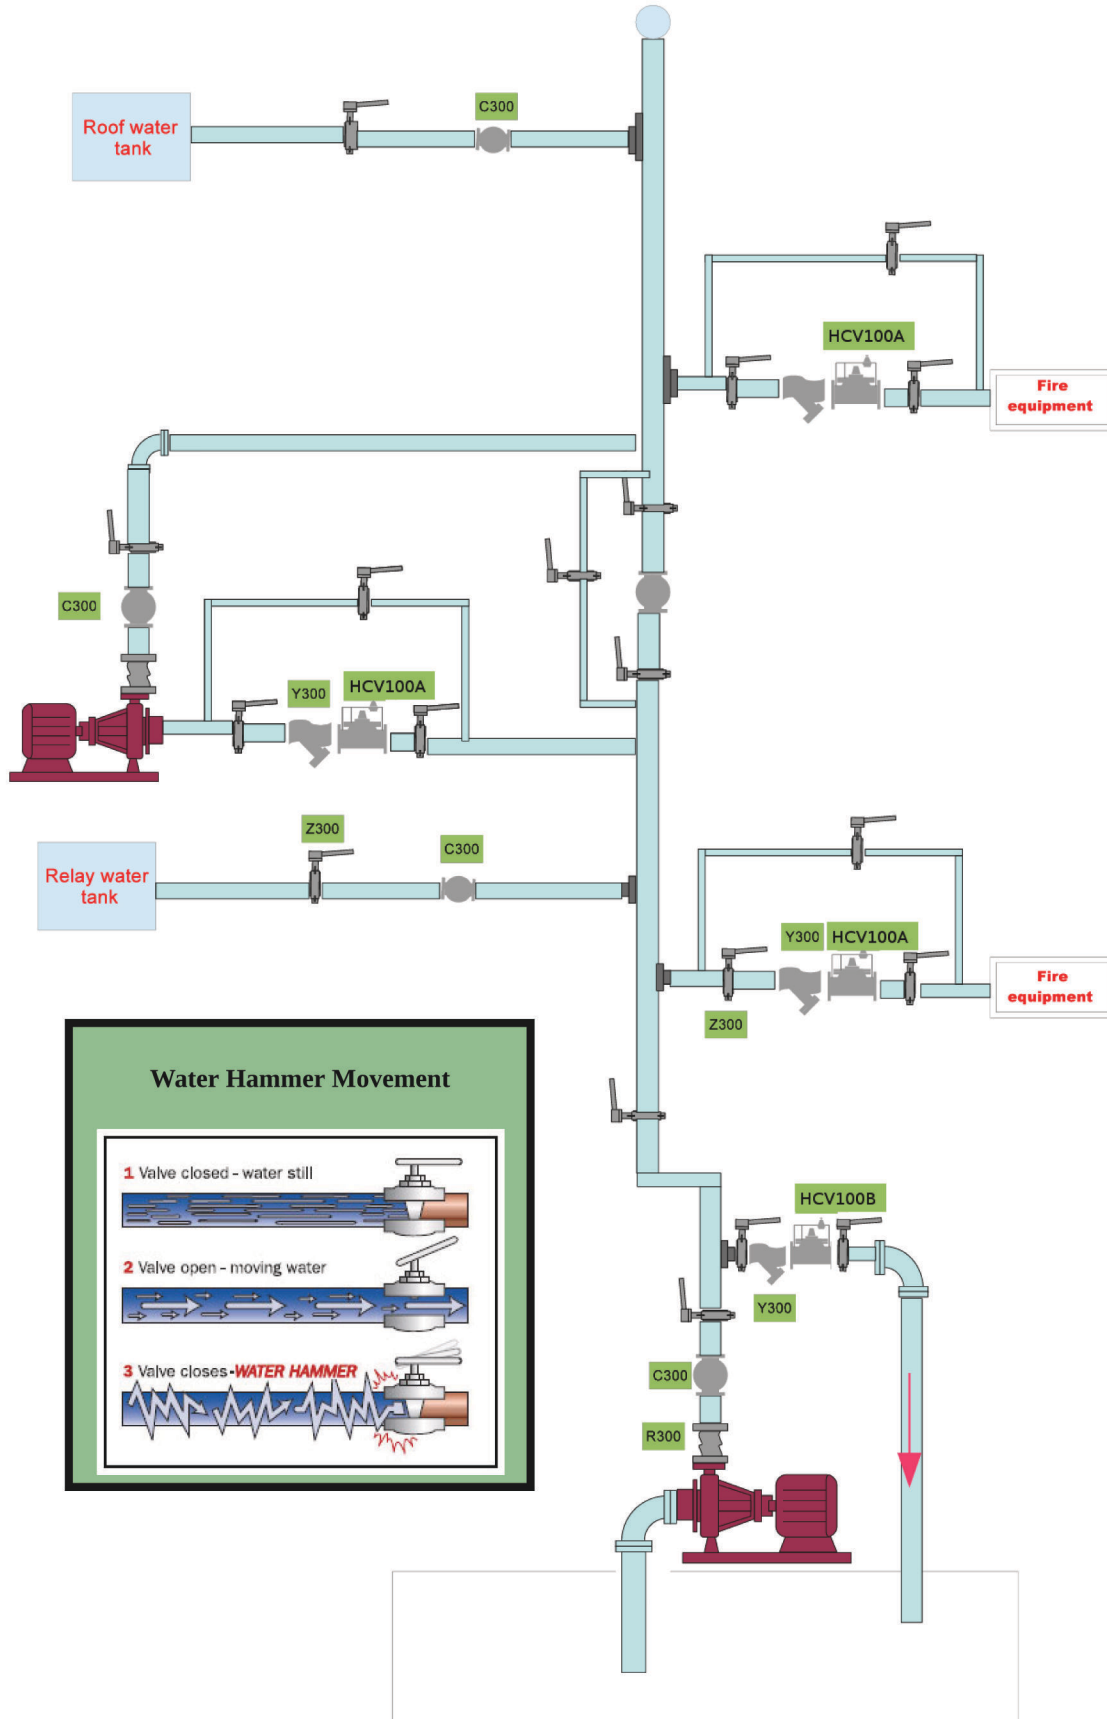 C300
Roof water
tank
HCV100A
Fire
equipment
C300
Y300
HCV100A
Z300
C300
Relay water
tank
Y300
HCV100A
Fire
equipment
Z300
Water Hammer Movement
1 Valve closed - water still
2 Valve open - moving water
3 Valve closes - WATER HAMMER
HCV100B
Y300
C300
R300